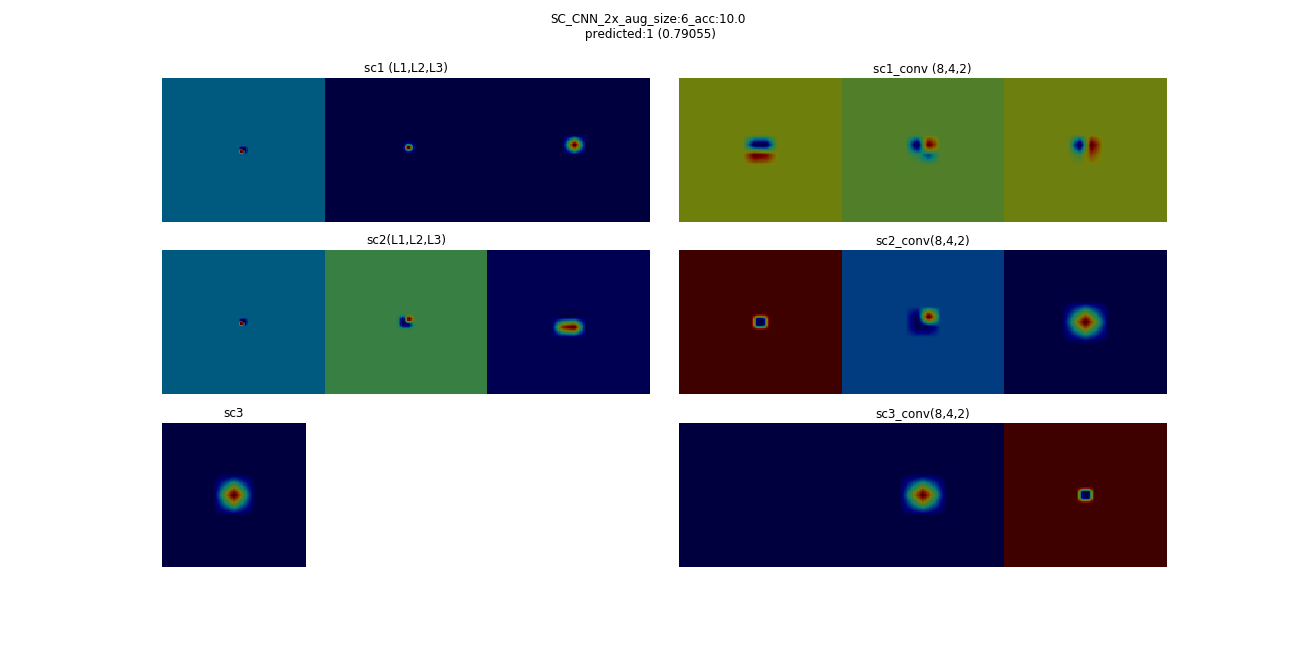 SC_CNN_2x_aug_size:6_acc:10.0
predicted:1 (0.79055)
sc1 (L1,L2,L3)
sc1_conv (8,4,2)
sc2(L1,L2,L3)
sc2_conv(8,4,2)
sc3
sc3_conv(8,4,2)